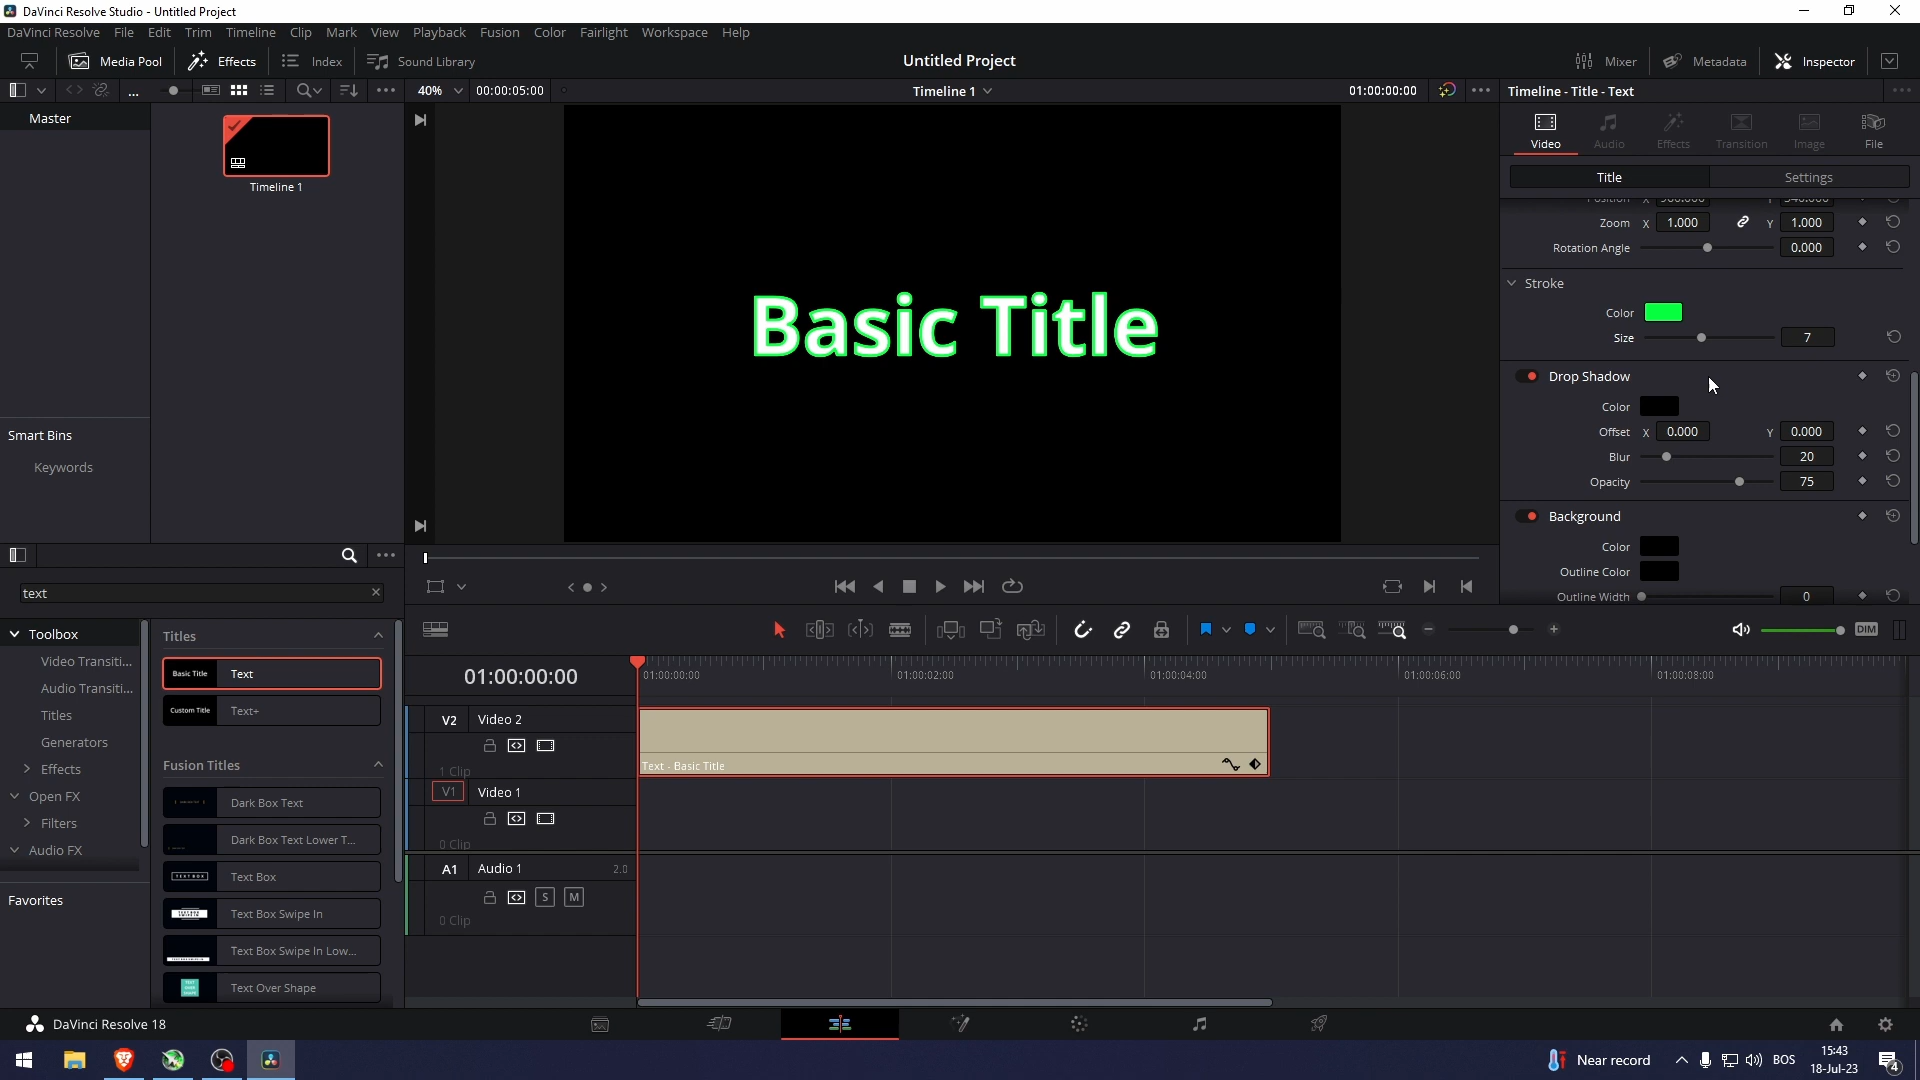 DaVinci Resolve Studio - Untitled Project
DaVinci Resolve File Edit Trim Timeline Clip Mark View Playback Fusion Color Fairlight Workspace Help
Media Pool Effects Index Sound Library
Untitled Project
Mixer Metadata Inspector
40% 00:00:05:00 Timeline 1 01:00:00:00
Timeline - Title - Text
Master
Timeline 1
Smart Bins
Keywords
Basic Title
Video Audio Effects Transition Image File
Title Settings
Position X 960.000 Y 540.000
Zoom X 1.000 Y 1.000
Rotation Angle 0.000
Stroke
Color
Size 7
Drop Shadow
Color
Offset X 0.000 Y 0.000
Blur 20
Opacity 75
Background
Color
Outline Color
Outline Width 0
text
Toolbox
Video Transiti...
Audio Transiti...
Titles
Generators
Effects
Open FX
Filters
Audio FX
Favorites
Titles
Basic Title Text
Custom Title Text+
Fusion Titles
Dark Box Text
Dark Box Text Lower T...
TEXT BOX Text Box
Text Box Swipe In
Text Box Swipe In Low...
Text Over Shape
DIM
01:00:00:00
01:00:00:00 01:00:02:00 01:00:04:00 01:00:06:00 01:00:08:00
V2 Video 2
1 Clip
Text - Basic Title
V1 Video 1
0 Clip
A1 Audio 1 2.0
S M
0 Clip
DaVinci Resolve 18
Near record
BOS
15:43
18-Jul-23
4